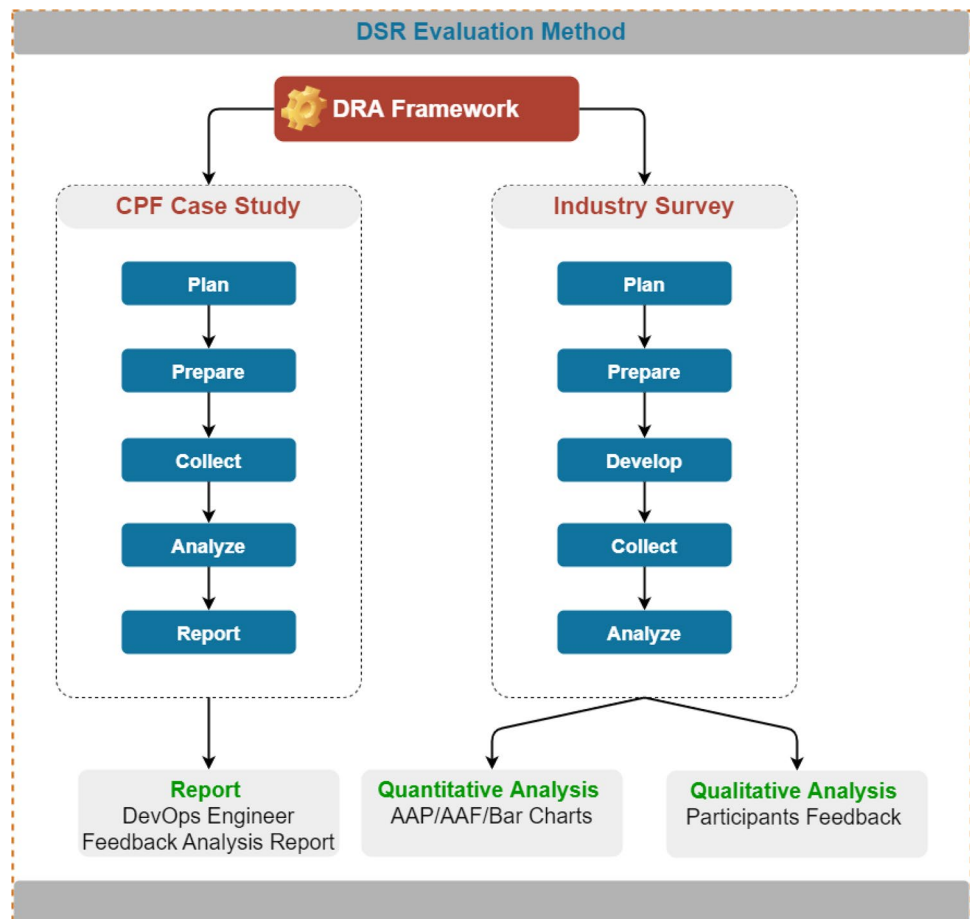 DSR Evaluation Method
DRA Framework
CPF Case Study
Plan
Prepare
Collect
Analyze
Report
Report
DevOps Engineer
Feedback Analysis Report
Industry Survey
Plan
Prepare
Develop
Collect
Analyze
Quantitative Analysis
AAP/AAF/Bar Charts
Qualitative Analysis
Participants Feedback